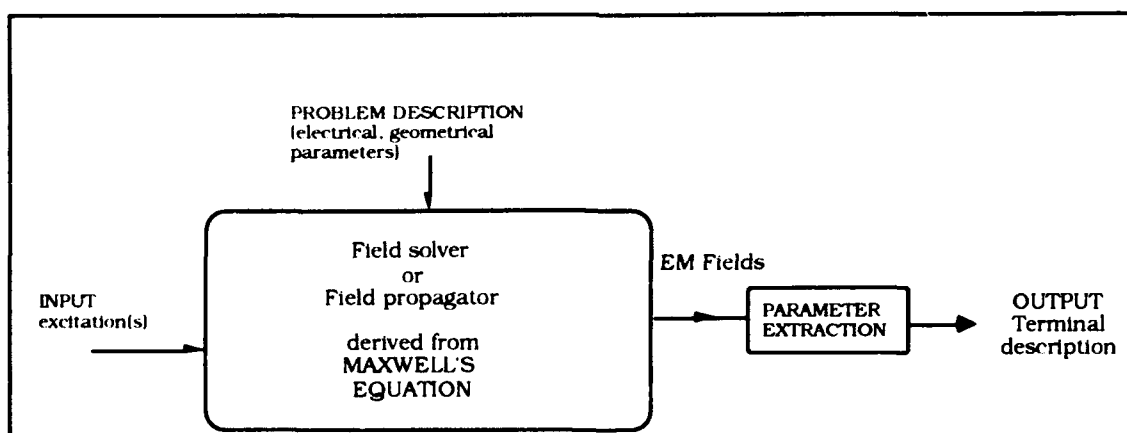 PROBLEM DESCRIPTION
(electrical, geometrical
parameters)
Field solver
or
Field propagator
derived from
MAXWELL'S
EQUATION
INPUT
excitation(s)
EM Fields
PARAMETER
EXTRACTION
OUTPUT
Terminal
description